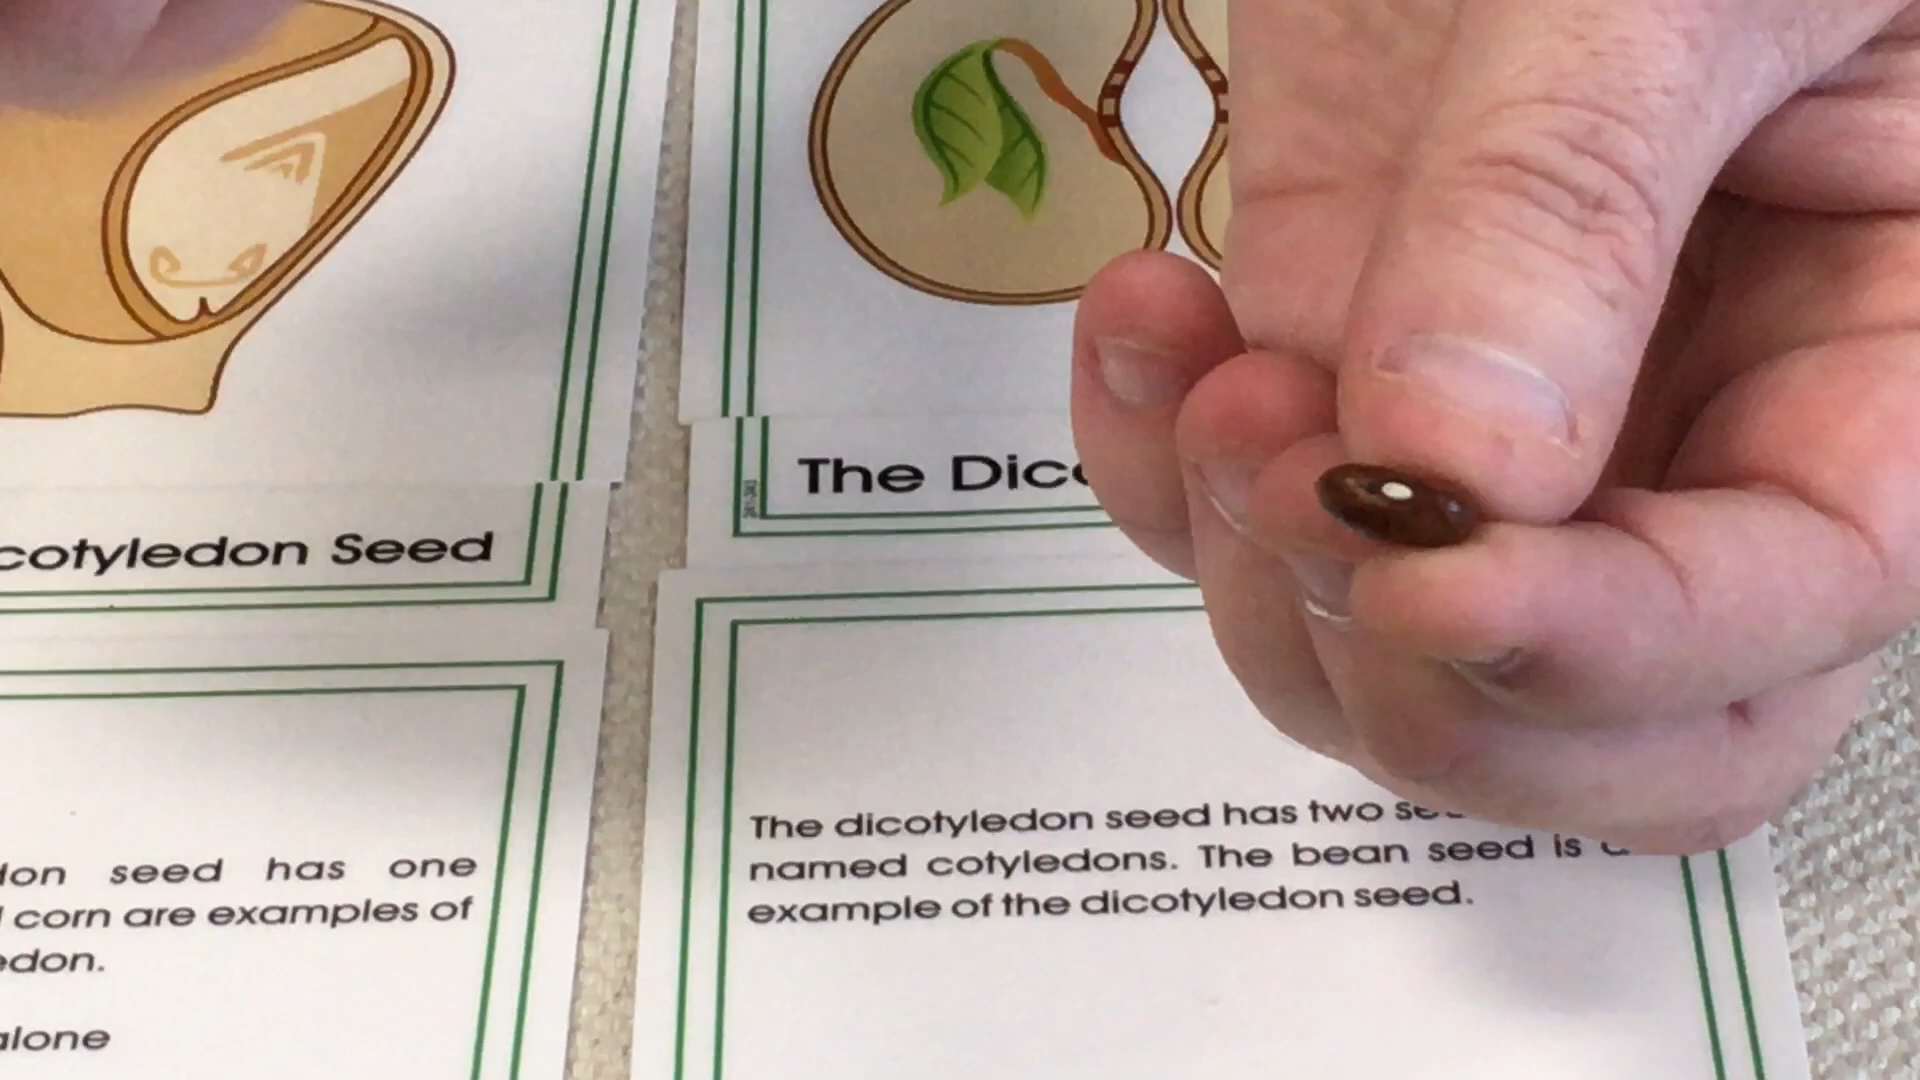 cotyledon Seed
The Dico
don seed has one
corn are examples of
edon.
alone
The dicotyledon seed has two se
named cotyledons. The bean seed is
example of the dicotyledon seed.